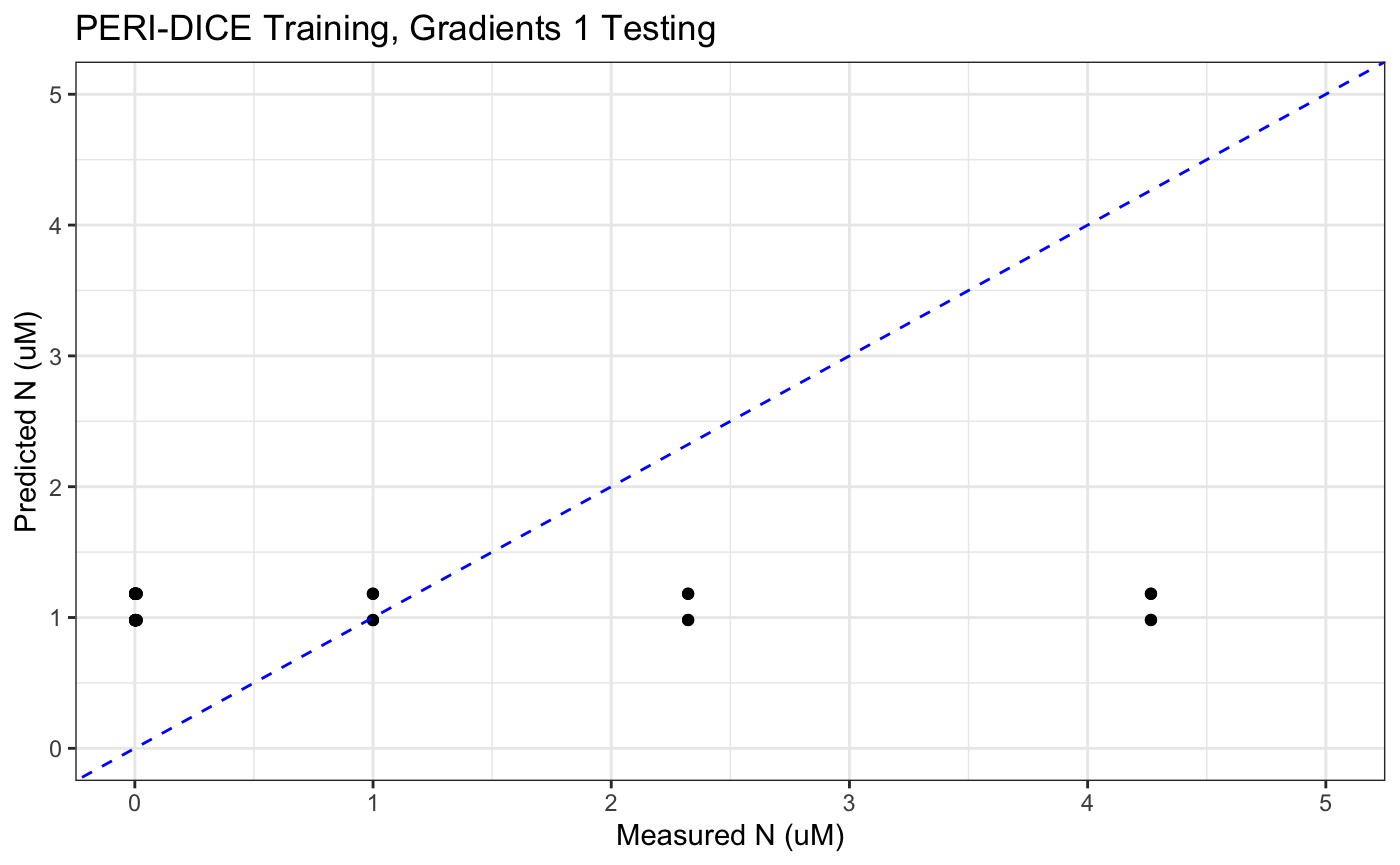 PERI-DICE Training, Gradients 1 Testing
Predicted N (uM)
5
4
3
2
1
0
0 1 2 3 4 5
Measured N (uM)